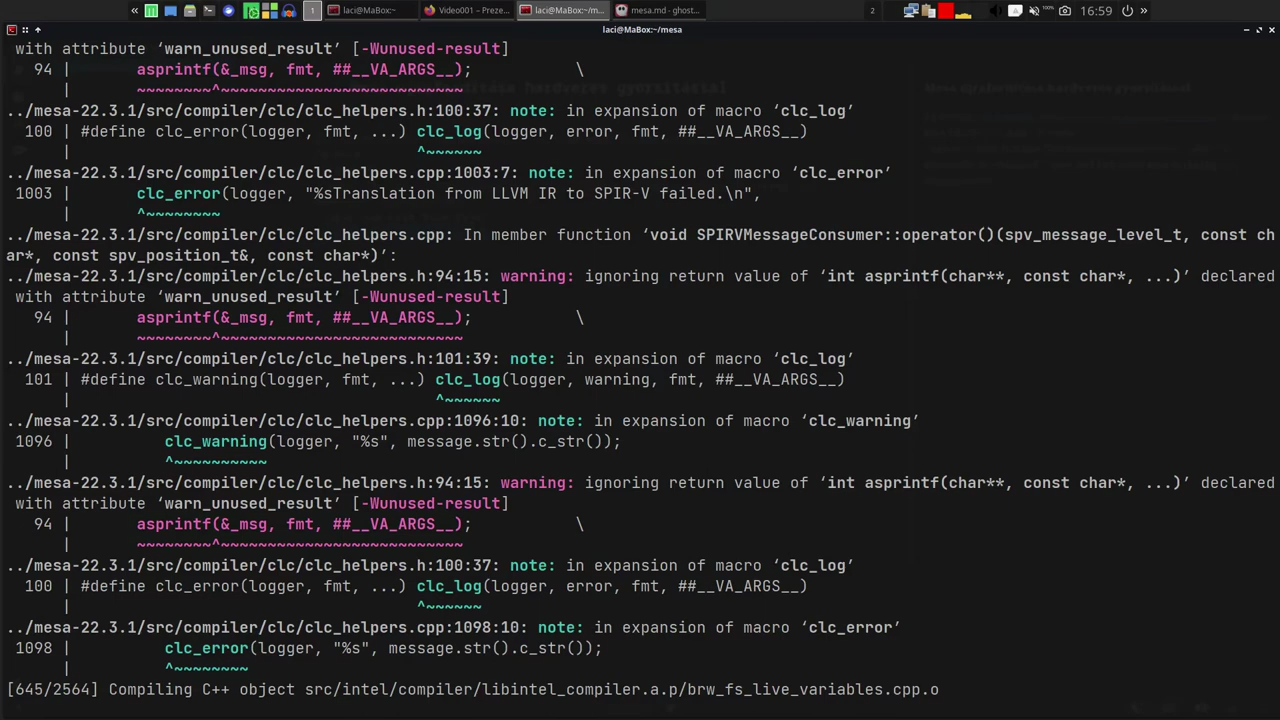 «
1
laci@MaBox:~
Video001 – Preze...
laci@MaBox:~/me...
mesa.md - ghost...
2
100%
16:59
»
laci@MaBox:~/mesa
with attribute ‘warn_unused_result’ [-Wunused-result]
94 | asprintf(&_msg, fmt, ##__VA_ARGS__); \
| ~~~~~~~~^~~~~~~~~~~~~~~~~~~~~~~~~~~
../mesa-22.3.1/src/compiler/clc/clc_helpers.h:100:37: note: in expansion of macro ‘clc_log’
100 | #define clc_error(logger, fmt, ...) clc_log(logger, error, fmt, ##__VA_ARGS__)
| ^~~~~~~
../mesa-22.3.1/src/compiler/clc/clc_helpers.cpp:1003:7: note: in expansion of macro ‘clc_error’
1003 | clc_error(logger, "%sTranslation from LLVM IR to SPIR-V failed.\n",
| ^~~~~~~~~
../mesa-22.3.1/src/compiler/clc/clc_helpers.cpp: In member function ‘void SPIRVMessageConsumer::operator()(spv_message_level_t, const ch
ar*, const spv_position_t&, const char*)’:
../mesa-22.3.1/src/compiler/clc/clc_helpers.h:94:15: warning: ignoring return value of ‘int asprintf(char**, const char*, ...)’ declared
with attribute ‘warn_unused_result’ [-Wunused-result]
94 | asprintf(&_msg, fmt, ##__VA_ARGS__); \
| ~~~~~~~~^~~~~~~~~~~~~~~~~~~~~~~~~~~
../mesa-22.3.1/src/compiler/clc/clc_helpers.h:101:39: note: in expansion of macro ‘clc_log’
101 | #define clc_warning(logger, fmt, ...) clc_log(logger, warning, fmt, ##__VA_ARGS__)
| ^~~~~~~
../mesa-22.3.1/src/compiler/clc/clc_helpers.cpp:1096:10: note: in expansion of macro ‘clc_warning’
1096 | clc_warning(logger, "%s", message.str().c_str());
| ^~~~~~~~~~~
../mesa-22.3.1/src/compiler/clc/clc_helpers.h:94:15: warning: ignoring return value of ‘int asprintf(char**, const char*, ...)’ declared
with attribute ‘warn_unused_result’ [-Wunused-result]
94 | asprintf(&_msg, fmt, ##__VA_ARGS__); \
| ~~~~~~~~^~~~~~~~~~~~~~~~~~~~~~~~~~~
../mesa-22.3.1/src/compiler/clc/clc_helpers.h:100:37: note: in expansion of macro ‘clc_log’
100 | #define clc_error(logger, fmt, ...) clc_log(logger, error, fmt, ##__VA_ARGS__)
| ^~~~~~~
../mesa-22.3.1/src/compiler/clc/clc_helpers.cpp:1098:10: note: in expansion of macro ‘clc_error’
1098 | clc_error(logger, "%s", message.str().c_str());
| ^~~~~~~~~
[645/2564] Compiling C++ object src/intel/compiler/libintel_compiler.a.p/brw_fs_live_variables.cpp.o